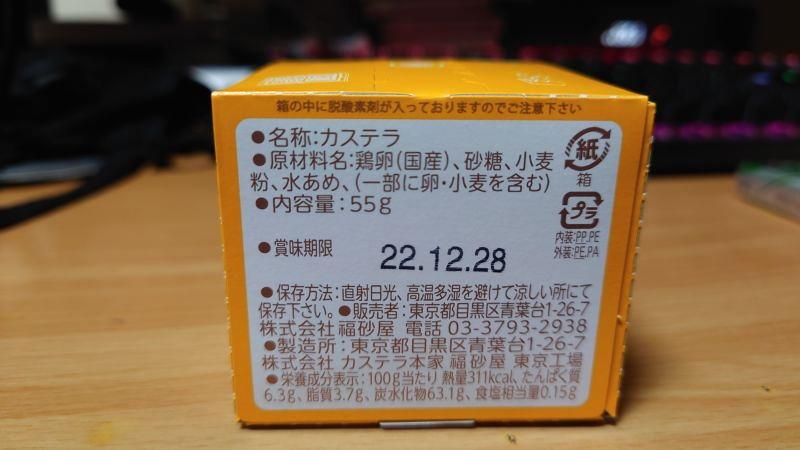 箱の中に脱酸素剤が入っておりますのでご注意下さい
●名称:カステラ
●原材料名:鶏卵(国産)、砂糖、小麦
粉、水あめ、(一部に卵・小麦を含む)
●内容量:55g
●賞味期限
22.12.28
紙
箱
プラ
内装:PP,PE
外装:PE,PA
●保存方法:直射日光、高温多湿を避けて涼しい所にて
保存下さい。●販売者:東京都目黒区青葉台1-26-7
株式会社福砂屋 電話 03-3793-2938
●製造所:東京都目黒区青葉台1-26-7
株式会社 カステラ本家 福砂屋 東京工場
●栄養成分表示:100g当たり 熱量311kcal、たんぱく質
6.3g、脂質3.7g、炭水化物63.1g、食塩相当量0.15g